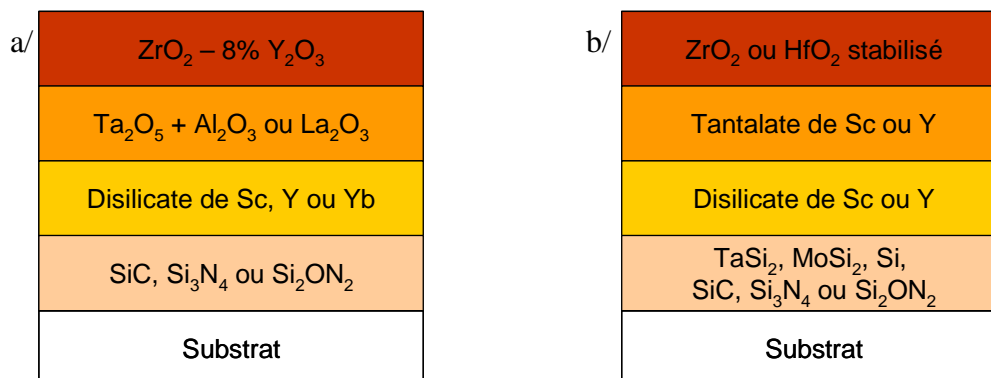 a/
ZrO₂ – 8% Y₂O₃
Ta₂O₅ + Al₂O₃ ou La₂O₃
Disilicate de Sc, Y ou Yb
SiC, Si₃N₄ ou Si₂ON₂
Substrat
b/
ZrO₂ ou HfO₂ stabilisé
Tantalate de Sc ou Y
Disilicate de Sc ou Y
TaSi₂, MoSi₂, Si,
SiC, Si₃N₄ ou Si₂ON₂
Substrat